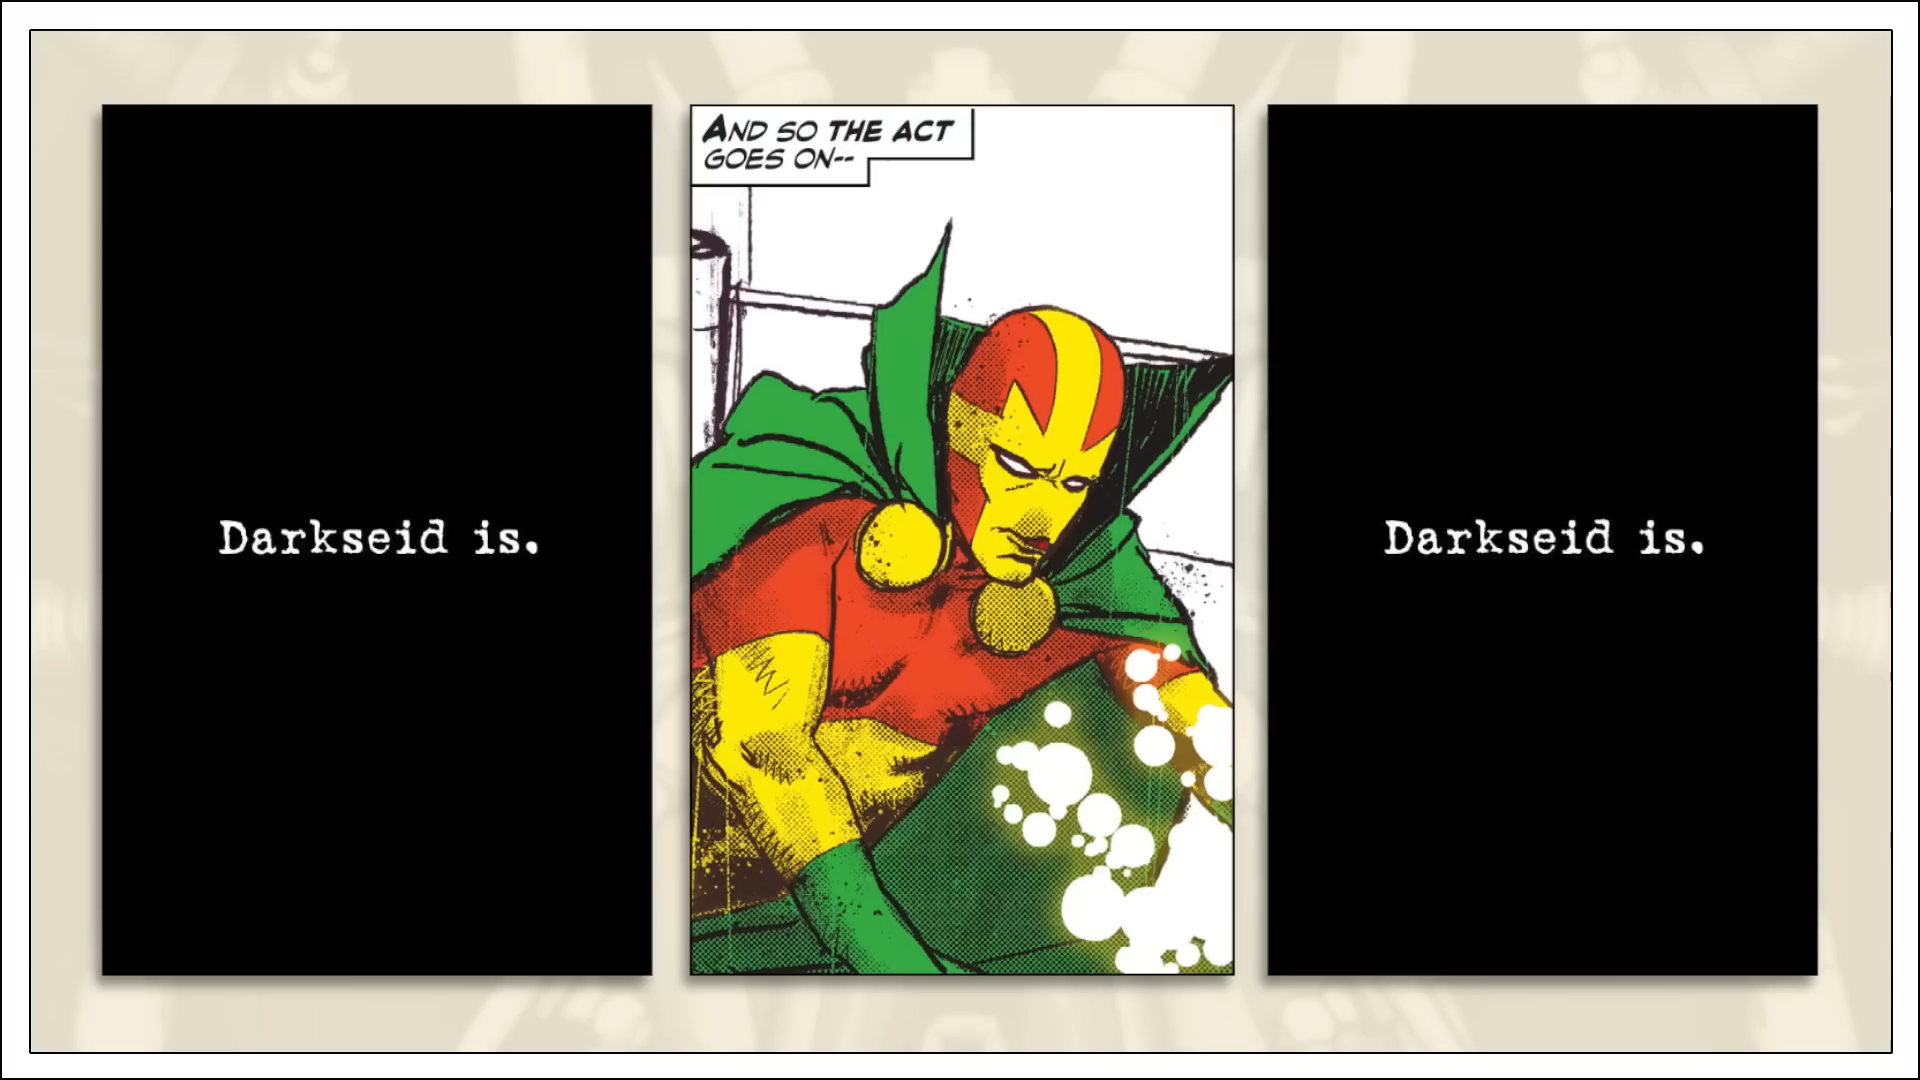 Darkseid is.
AND SO THE ACT
GOES ON--
Darkseid is.